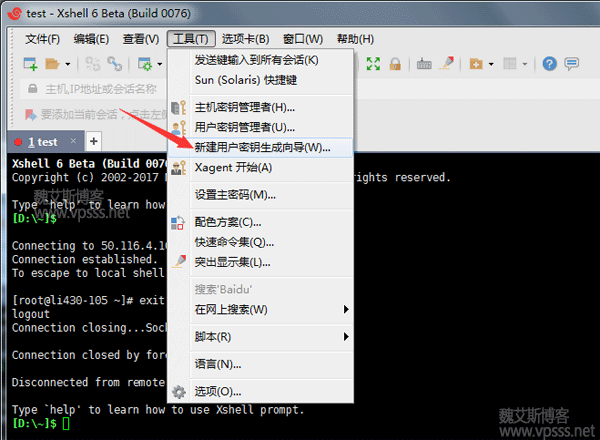 test - Xshell 6 Beta (Build 0076)
文件(F) 编辑(E) 查看(V) 工具(T) 选项卡(B) 窗口(W) 帮助(H)
发送键输入到所有会话(K)
Sun (Solaris) 快捷键
主机,IP地址或会话名称
主机密钥管理者(H)...
要添加当前会话，点击左侧
用户密钥管理者(U)...
1 test
新建用户密钥生成向导(W)...
Xagent 开始(A)
设置主密码(M)...
配色方案(C)...
快速命令集(Q)...
突出显示集(L)...
搜索'Baidu'
在网上搜索(W)
脚本(R)
语言(N)...
选项(O)...
Xshell 6 Beta (Build 0076
Copyright (c) 2002-2017 rights reserved.
魏艾斯博客
www.vpsss.net
Type `help' to learn how
[D:\~]$
Connecting to 50.116.4.10
Connection established.
To escape to local shell
[root@li430-105 ~]# exit
logout
Connection closing...Sock
Connection closed by fore
Disconnected from remote
Type `help' to learn how to use Xshell prompt.
[D:\~]$
魏艾斯博客
www.vpsss.net